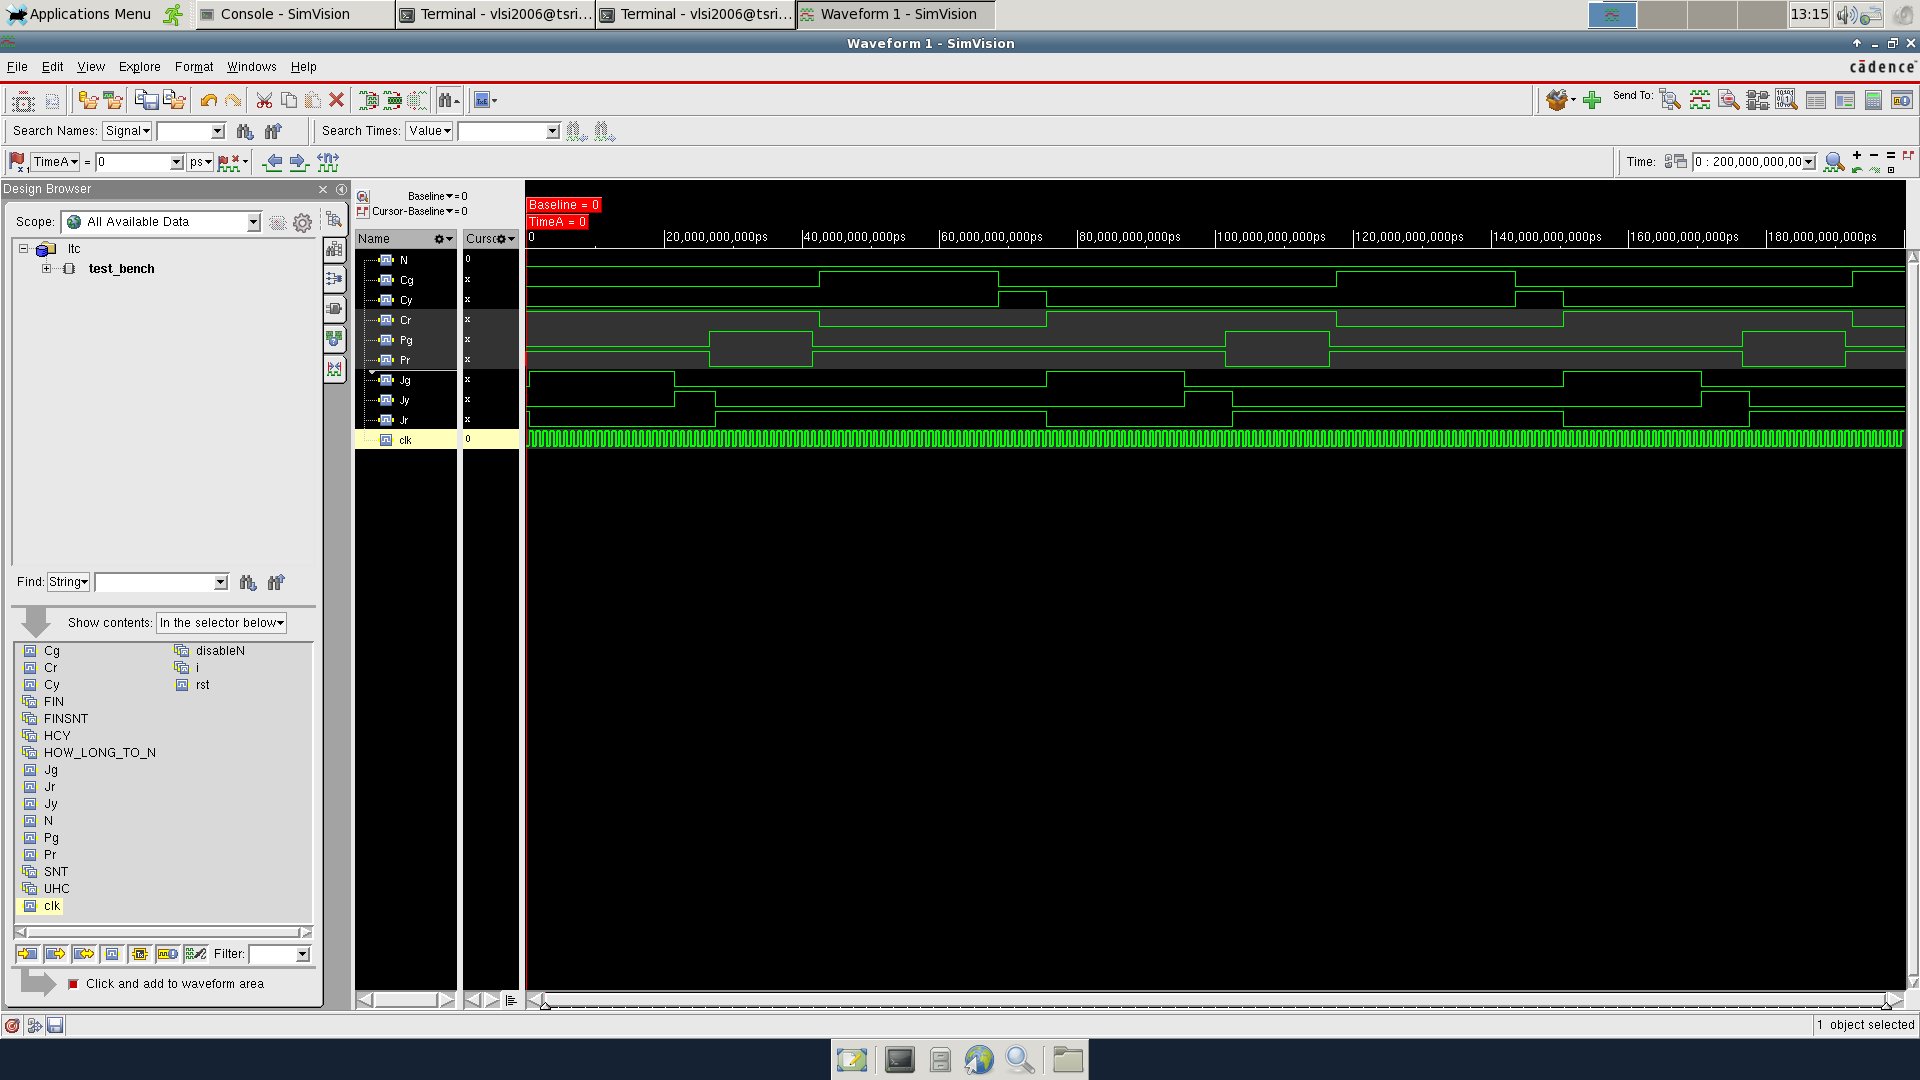 Applications Menu
Console - SimVision
Terminal - vlsi2006@tsri...
Terminal - vlsi2006@tsri...
Waveform 1 - SimVision
13:15
Waveform 1 - SimVision
File Edit View Explore Format Windows Help
cādence
Send To:
Search Names: Signal
Search Times: Value
TimeA = 0 ps
Time: 0 : 200,000,000,00
Design Browser
Scope: All Available Data
ltc
test_bench
Find: String
Show contents: In the selector below
Cg disableN
Cr i
Cy rst
FIN
FINSNT
HCY
HOW_LONG_TO_N
Jg
Jr
Jy
N
Pg
Pr
SNT
UHC
clk
Filter:
Click and add to waveform area
Baseline = 0
Cursor-Baseline = 0
Name Curso
N 0
Cg x
Cy x
Cr x
Pg x
Pr x
Jg x
Jy x
Jr x
clk 0
Baseline = 0
TimeA = 0
0 20,000,000,000ps 40,000,000,000ps 60,000,000,000ps 80,000,000,000ps 100,000,000,000ps 120,000,000,000ps 140,000,000,000ps 160,000,000,000ps 180,000,000,000ps
1 object selected